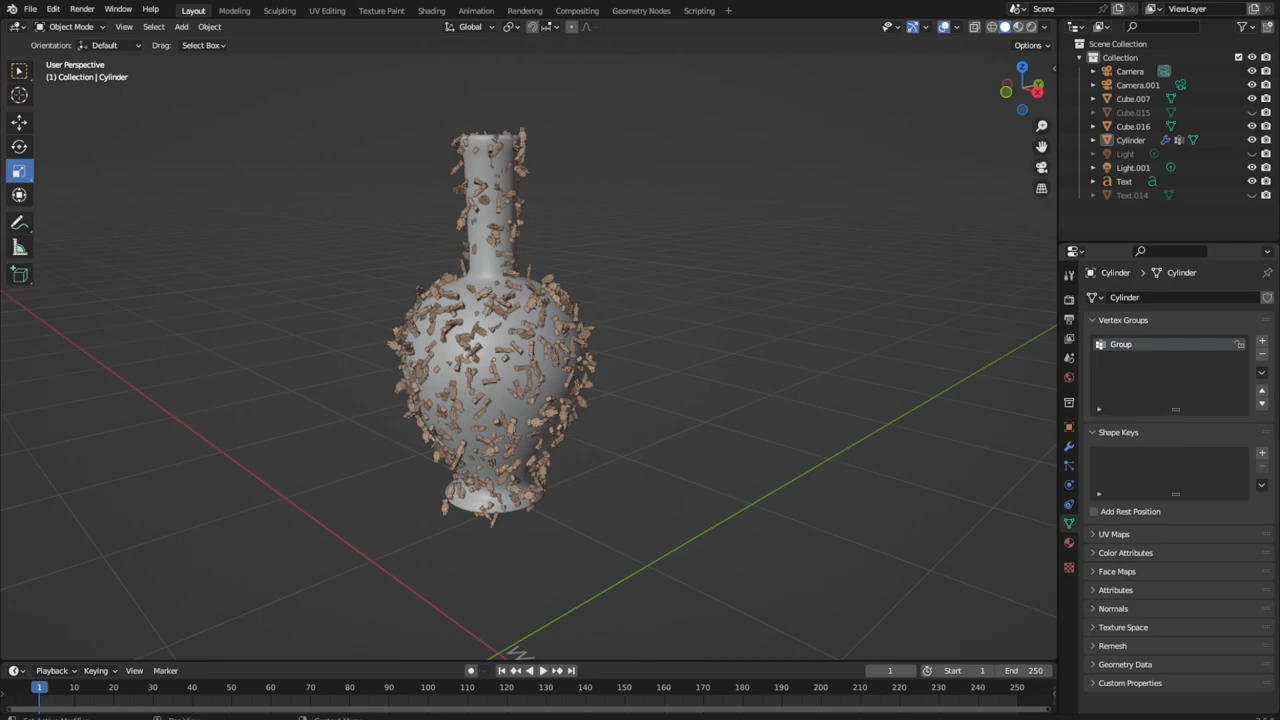 File Edit Render Window Help Layout Modeling Sculpting UV Editing Texture Paint Shading Animation Rendering Compositing Geometry Nodes Scripting Scene ViewLayer
Object Mode View Select Add Object Global
Orientation: Default Drag: Select Box Options
User Perspective
(1) Collection | Cylinder
Z
Y
X
Scene Collection
Collection
Camera
Camera.001
Cube.007
Cube.015
Cube.016
Cylinder
Light
Light.001
Text
Text.014
Cylinder Cylinder
Cylinder
Vertex Groups
Group
Shape Keys
Add Rest Position
UV Maps
Color Attributes
Face Maps
Attributes
Normals
Texture Space
Remesh
Geometry Data
Custom Properties
Playback Keying View Marker 1 Start 1 End 250
1 10 20 30 40 50 60 70 80 90 100 110 120 130 140 150 160 170 180 190 200 210 220 230 240 250